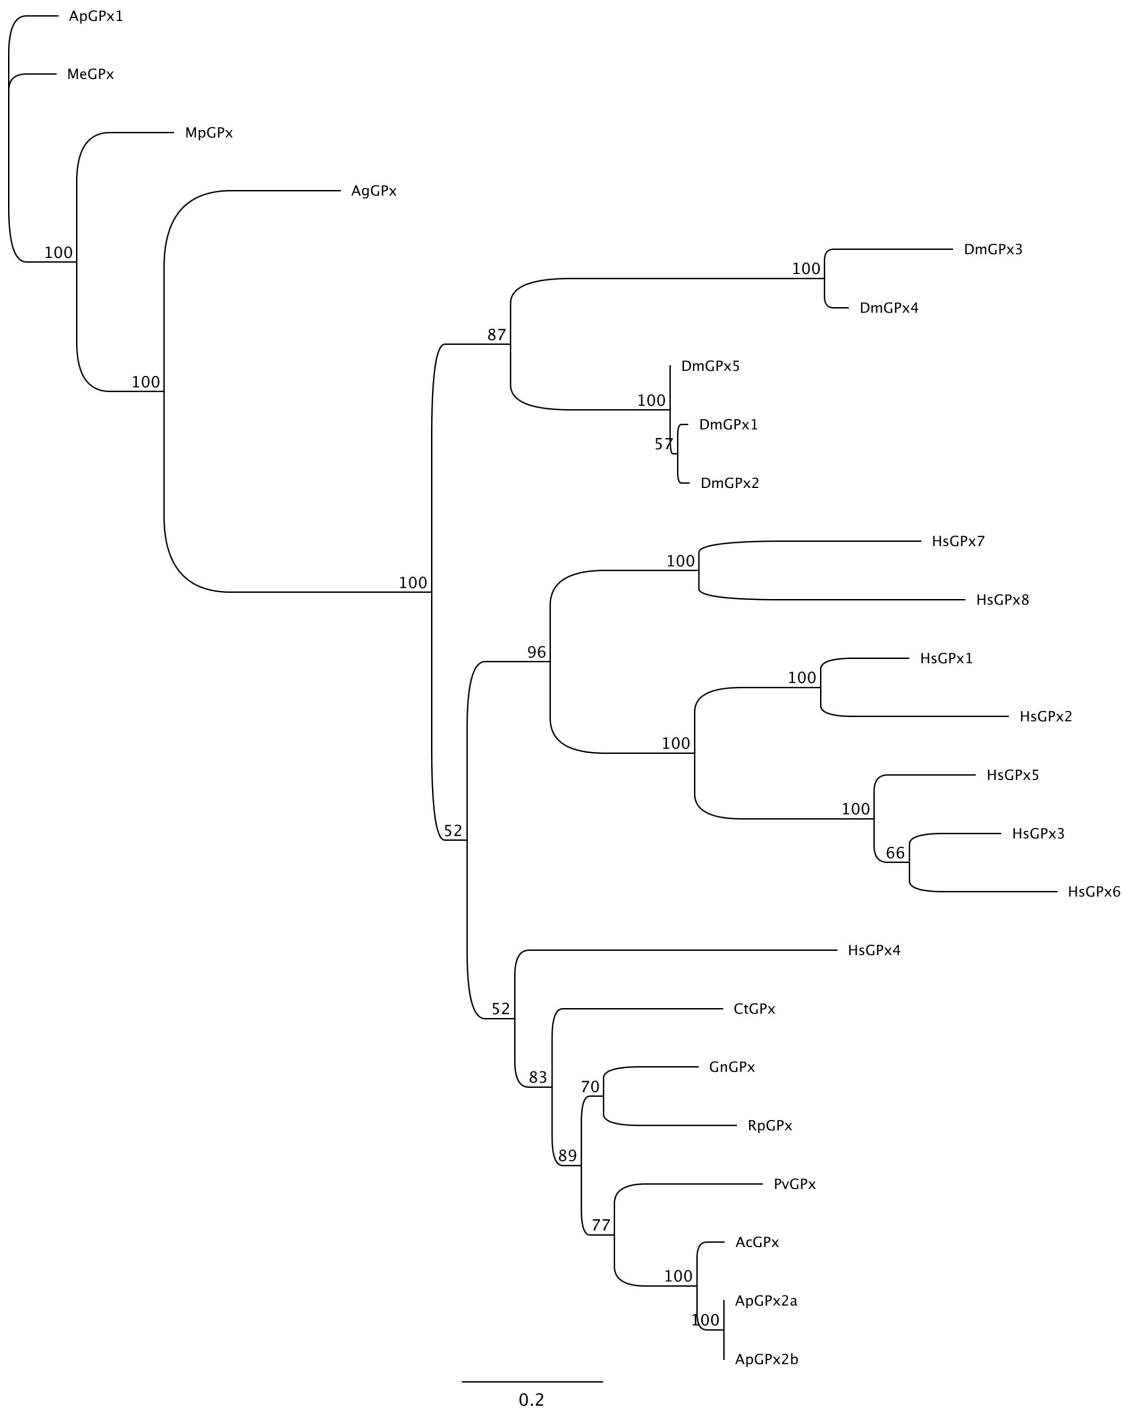 ApGPx1
MeGPx
MpGPx
AgGPx
DmGPx3
100
100
DmGPx4
87
DmGPx5
100
100
DmGPx1
57
DmGPx2
HsGPx7
100
100
HsGPx8
96
HsGPx1
100
HsGPx2
100
HsGPx5
100
52
HsGPx3
66
HsGPx6
HsGPx4
52
CtGPx
GnGPx
83
70
RpGPx
89
PvGPx
77
AcGPx
100
ApGPx2a
100
ApGPx2b
0.2